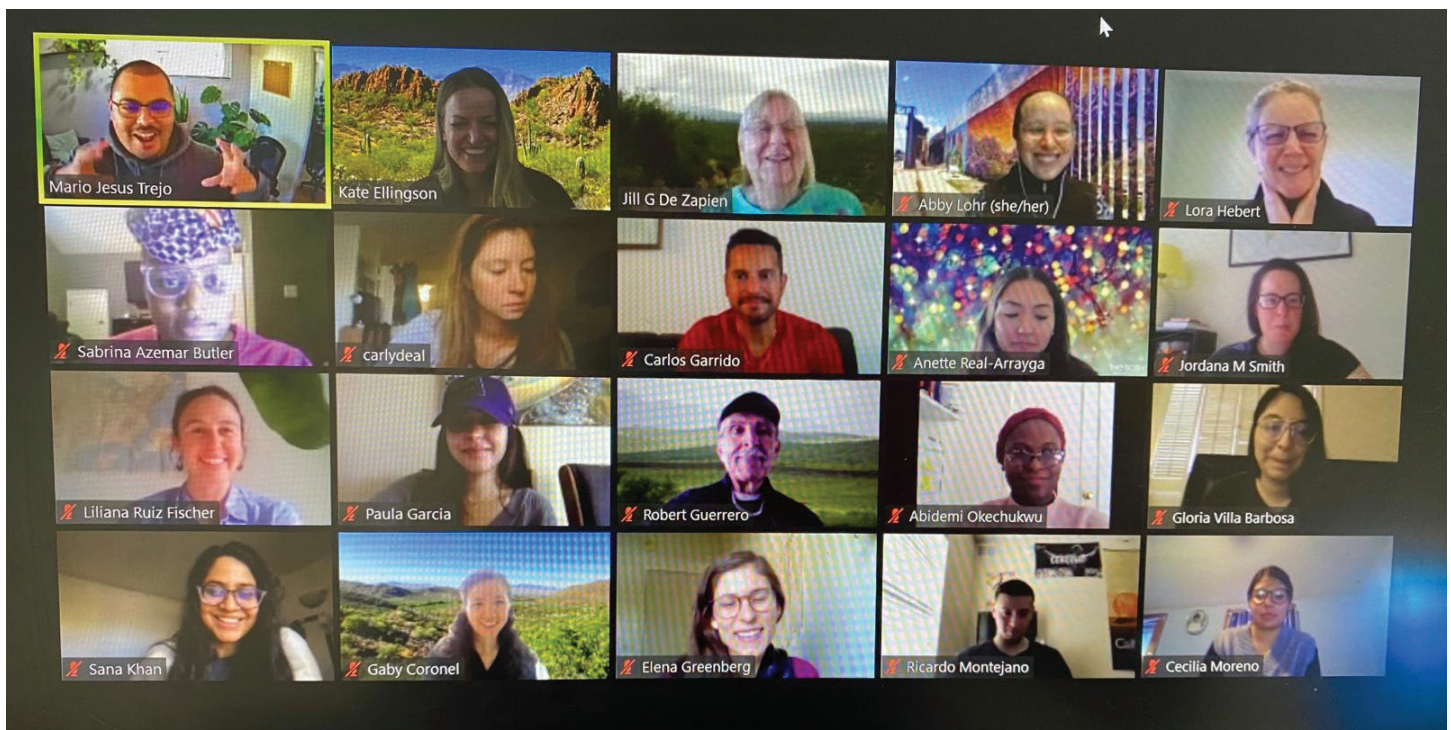 Mario Jesus Trejo
Kate Ellingson
Jill G De Zapien
Abby Lohr (she/her)
Lora Hebert
Sabrina Azemar Butler
carlydeal
Carlos Garrido
Anette Real-Arrayga
Jordana M Smith
Liliana Ruiz Fischer
Paula Garcia
Robert Guerrero
Abidemi Okechukwu
Gloria Villa Barbosa
Sana Khan
Gaby Coronel
Elena Greenberg
Ricardo Montejano
Cecilia Moreno